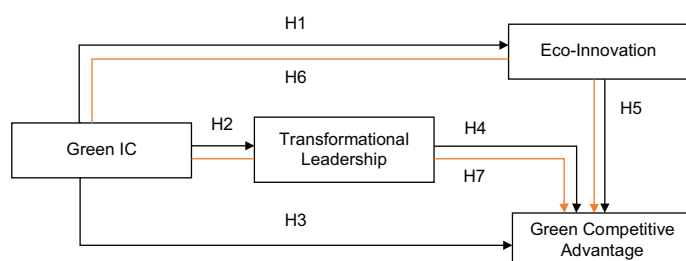 H1
Eco-Innovation
H6
H5
H2
Transformational
Leadership
H4
Green IC
H7
H3
Green Competitive
Advantage